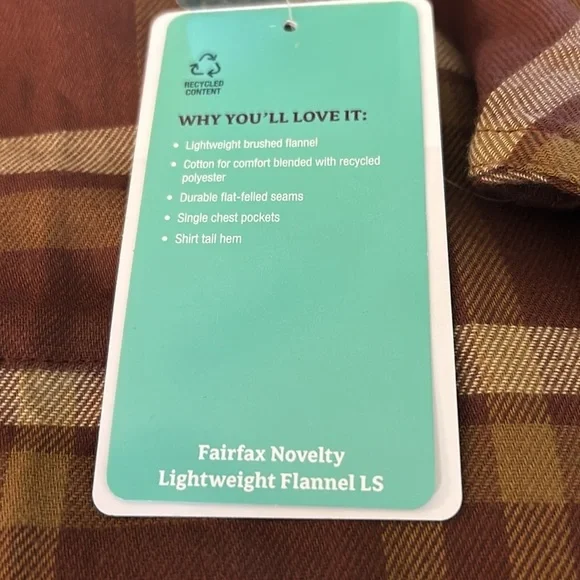 RECYCLED
CONTENT
WHY YOU'LL LOVE IT:
• Lightweight brushed flannel
• Cotton for comfort blended with recycled
polyester
• Durable flat-felled seams
• Single chest pockets
• Shirt tail hem
Fairfax Novelty
Lightweight Flannel LS